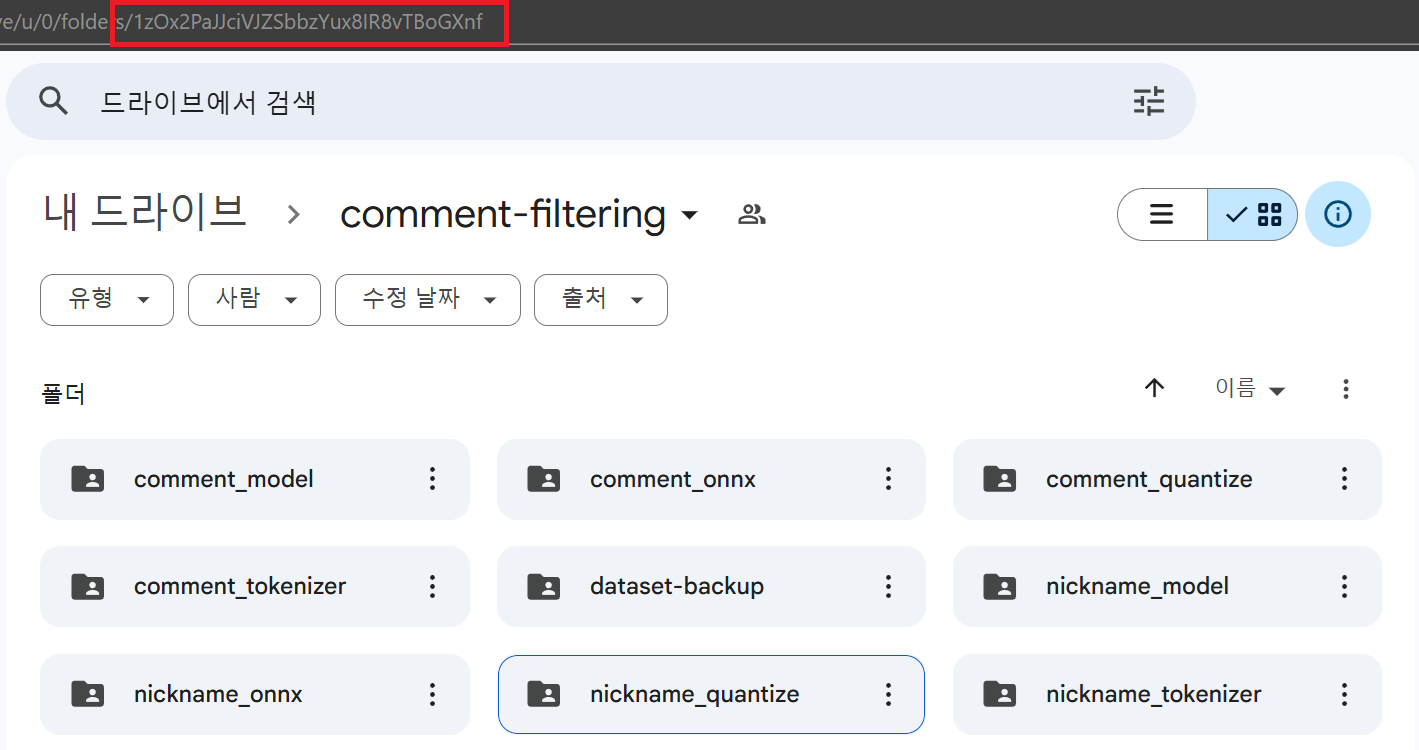 ve/u/0/folders/1zOx2PaJJciVJZSbbzYux8lR8vTBoGXnf
드라이브에서 검색
내 드라이브 > comment-filtering
유형 사람 수정 날짜 출처
폴더 이름
comment_model comment_onnx comment_quantize
comment_tokenizer dataset-backup nickname_model
nickname_onnx nickname_quantize nickname_tokenizer